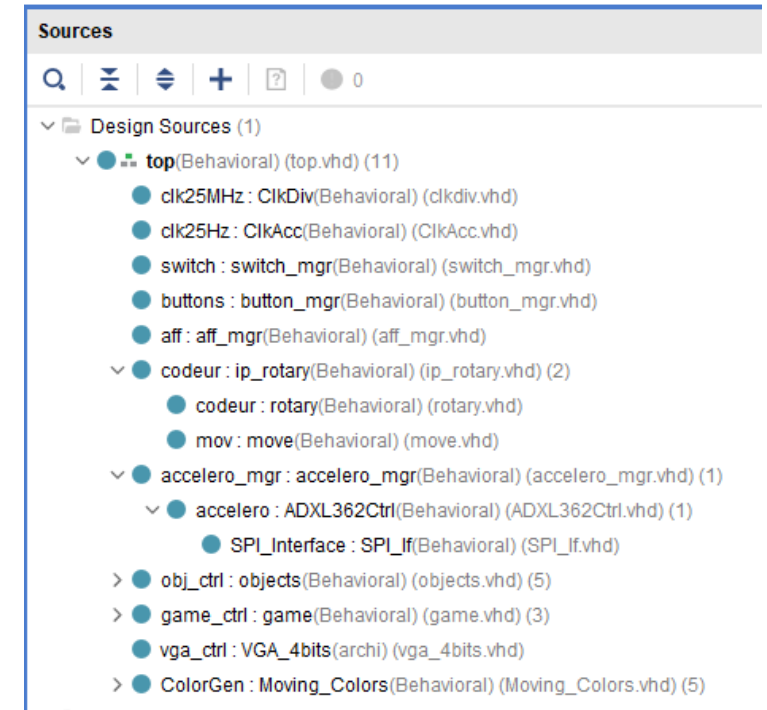 Sources
0
Design Sources (1)
top(Behavioral) (top.vhd) (11)
clk25MHz : ClkDiv(Behavioral) (clkdiv.vhd)
clk25Hz : ClkAcc(Behavioral) (ClkAcc.vhd)
switch : switch_mgr(Behavioral) (switch_mgr.vhd)
buttons : button_mgr(Behavioral) (button_mgr.vhd)
aff : aff_mgr(Behavioral) (aff_mgr.vhd)
codeur : ip_rotary(Behavioral) (ip_rotary.vhd) (2)
codeur : rotary(Behavioral) (rotary.vhd)
mov : move(Behavioral) (move.vhd)
accelero_mgr : accelero_mgr(Behavioral) (accelero_mgr.vhd) (1)
accelero : ADXL362Ctrl(Behavioral) (ADXL362Ctrl.vhd) (1)
SPI_Interface : SPI_If(Behavioral) (SPI_If.vhd)
obj_ctrl : objects(Behavioral) (objects.vhd) (5)
game_ctrl : game(Behavioral) (game.vhd) (3)
vga_ctrl : VGA_4bits(archi) (vga_4bits.vhd)
ColorGen : Moving_Colors(Behavioral) (Moving_Colors.vhd) (5)